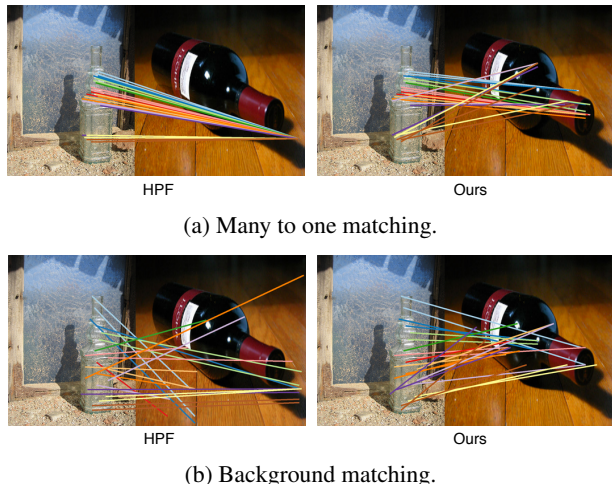 HPF
Ours
(a) Many to one matching.
HPF
Ours
(b) Background matching.